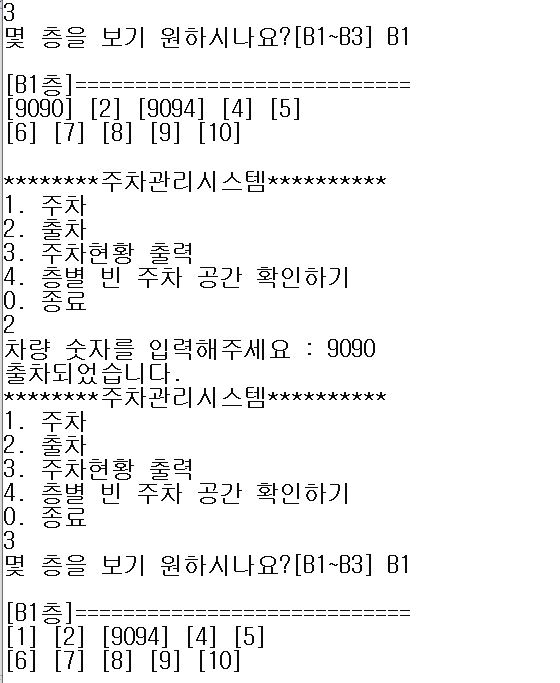 3
몇 층을 보기 원하시나요?[B1~B3] B1
[B1층]============================
[9090] [2] [9094] [4] [5]
[6] [7] [8] [9] [10]
********주차관리시스템**********
1. 주차
2. 출차
3. 주차현황 출력
4. 층별 빈 주차 공간 확인하기
0. 종료
2
차량 숫자를 입력해주세요 : 9090
출차되었습니다.
********주차관리시스템**********
1. 주차
2. 출차
3. 주차현황 출력
4. 층별 빈 주차 공간 확인하기
0. 종료
3
몇 층을 보기 원하시나요?[B1~B3] B1
[B1층]============================
[1] [2] [9094] [4] [5]
[6] [7] [8] [9] [10]